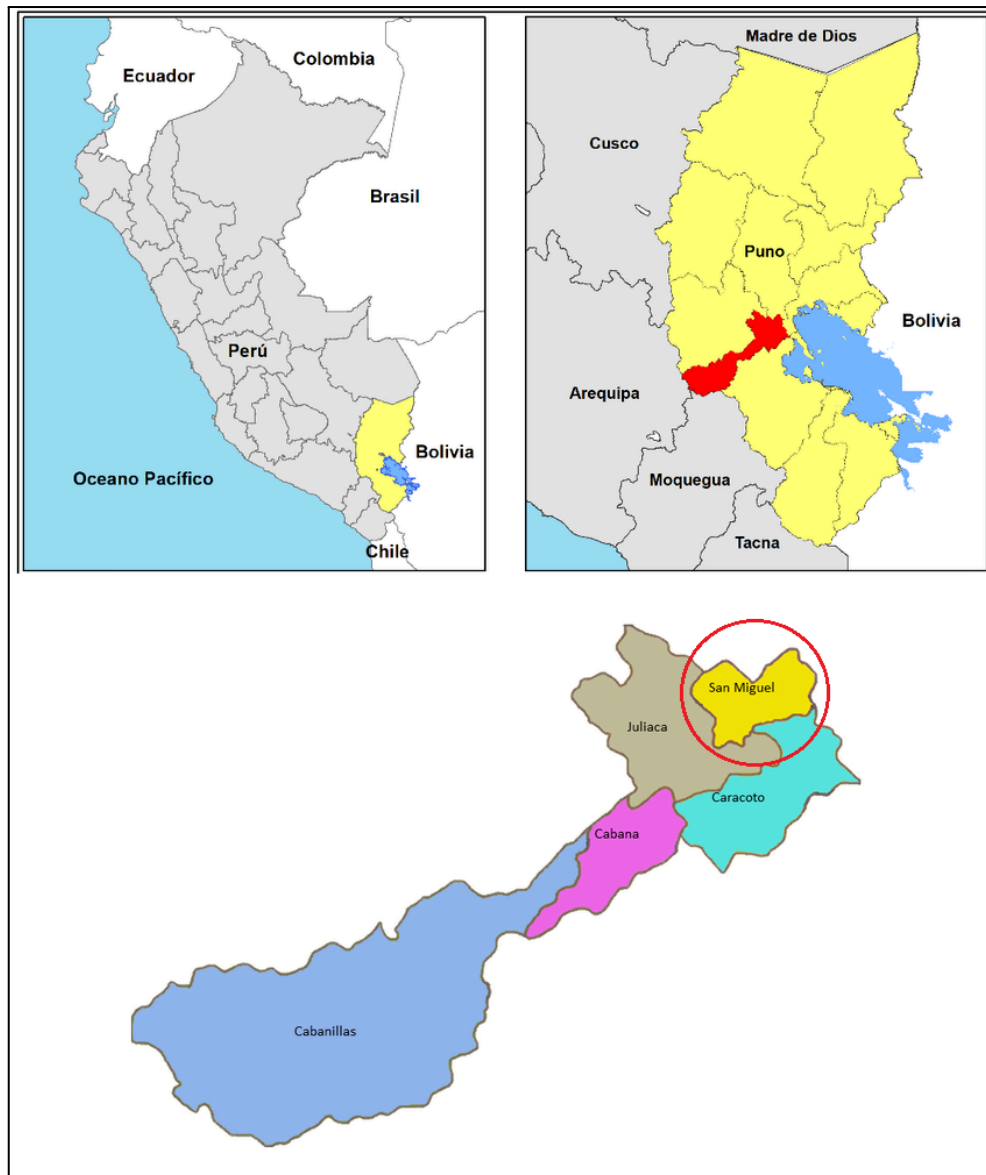 Colombia
Ecuador
Brasil
Perú
Bolivia
Oceano Pacífico
Chile
Madre de Dios
Cusco
Puno
Bolivia
Arequipa
Moquegua
Tacna
San Miguel
Juliaca
Caracoto
Cabana
Cabanillas